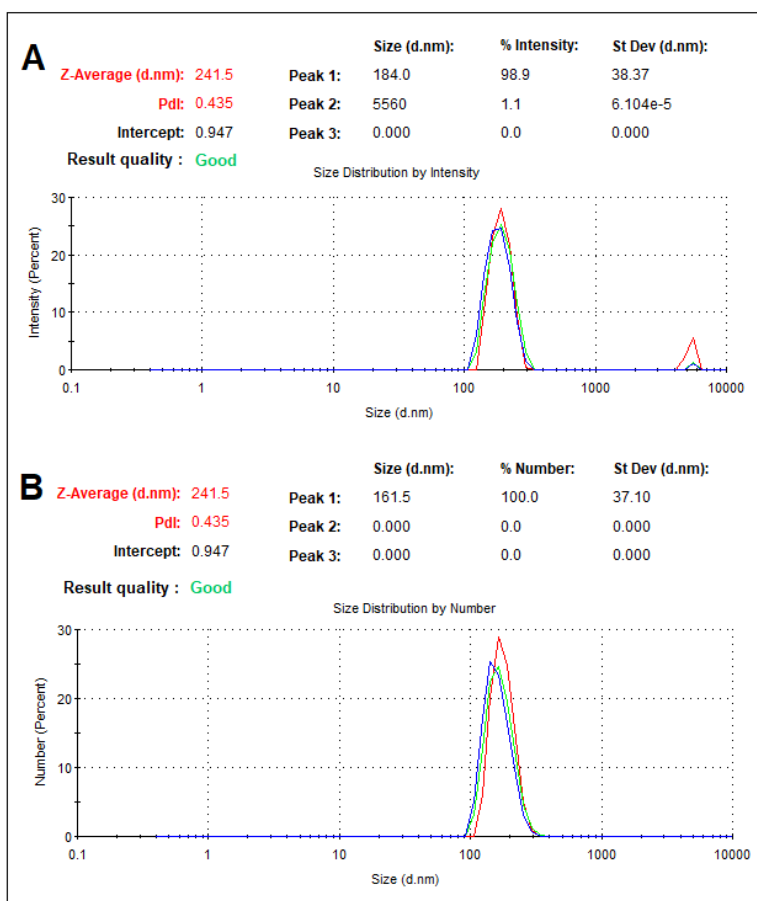 A
Size (d.nm): % Intensity: St Dev (d.nm):
Z-Average (d.nm): 241.5 Peak 1: 184.0 98.9 38.37
PdI: 0.435 Peak 2: 5560 1.1 6.104e-5
Intercept: 0.947 Peak 3: 0.000 0.0 0.000
Result quality : Good
Size Distribution by Intensity
Intensity (Percent)
30
20
10
0
0.1 1 10 100 1000 10000
Size (d.nm)
B
Size (d.nm): % Number: St Dev (d.nm):
Z-Average (d.nm): 241.5 Peak 1: 161.5 100.0 37.10
PdI: 0.435 Peak 2: 0.000 0.0 0.000
Intercept: 0.947 Peak 3: 0.000 0.0 0.000
Result quality : Good
Size Distribution by Number
Number (Percent)
30
20
10
0
0.1 1 10 100 1000 10000
Size (d.nm)